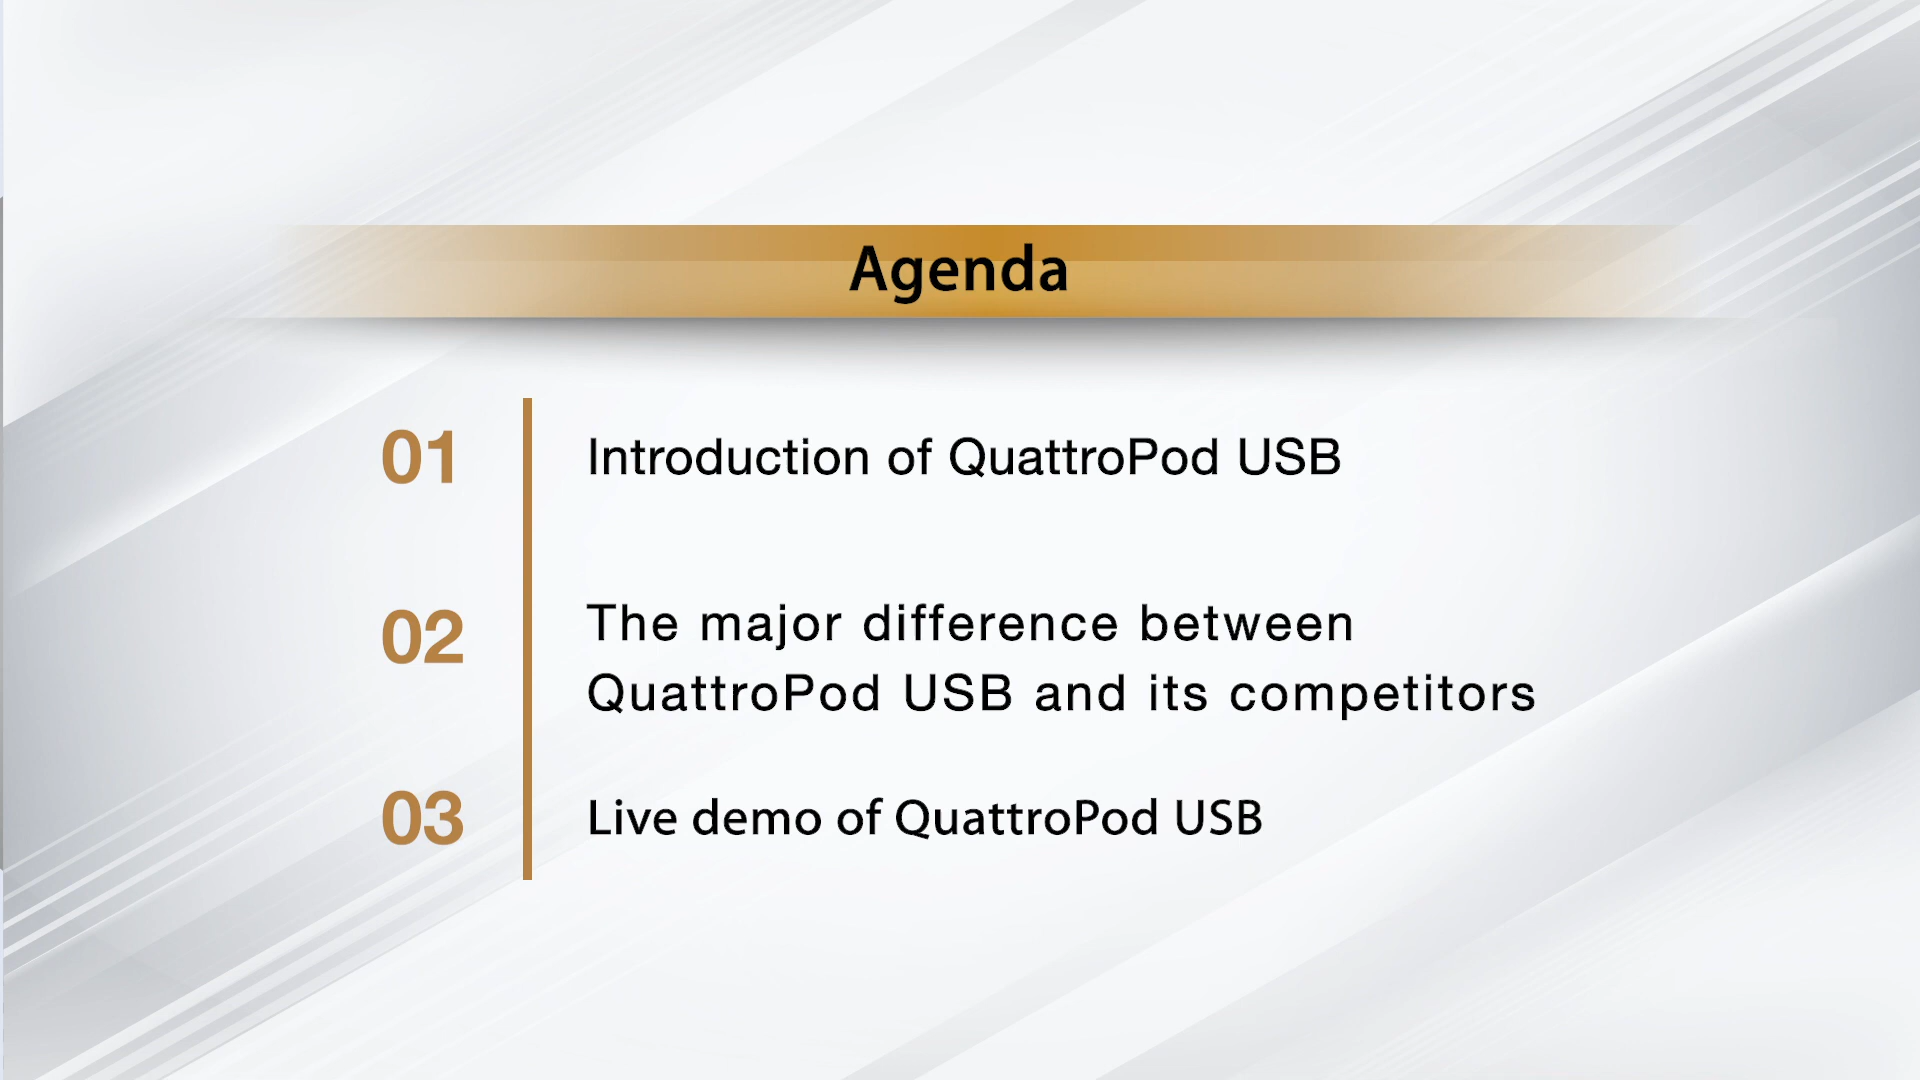 Agenda
01 Introduction of QuattroPod USB
02 The major difference between
QuattroPod USB and its competitors
03 Live demo of QuattroPod USB